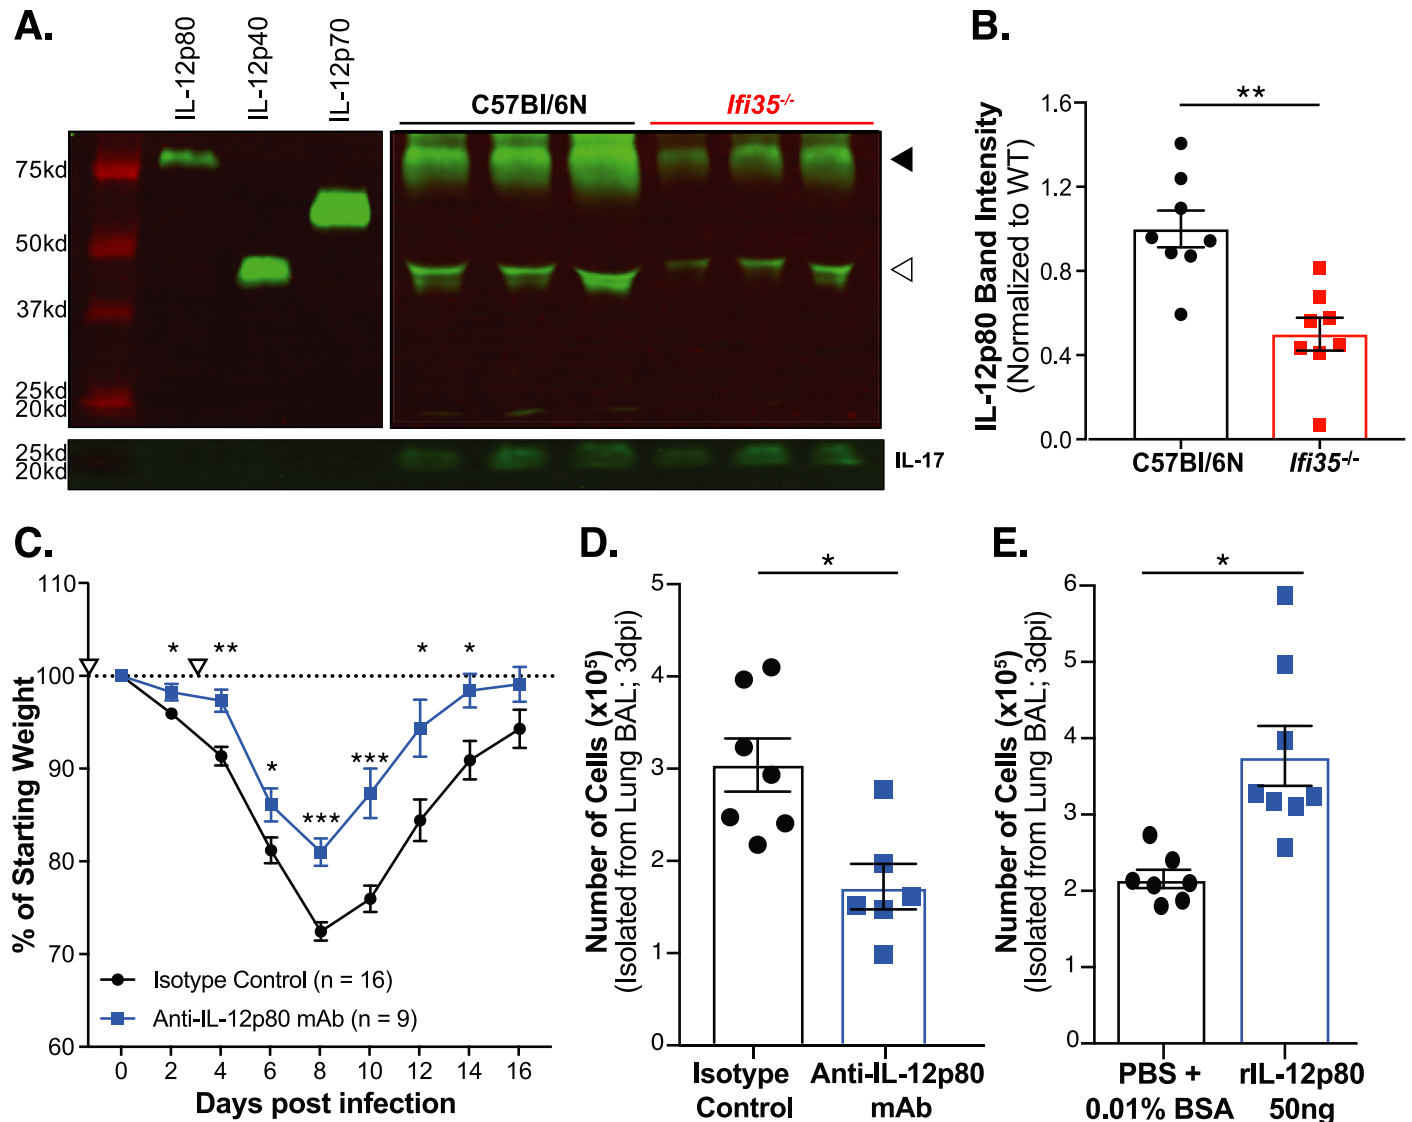 A.
IL-12p80
IL-12p40
IL-12p70
C57Bl/6N
Ifi35-/-
75kd
50kd
37kd
25kd
20kd
25kd
20kd
IL-17
B.
IL-12p80 Band Intensity
(Normalized to WT)
1.6
1.2
0.8
0.4
0.0
**
C57Bl/6N
Ifi35-/-
C.
% of Starting Weight
110
100
90
80
70
60
* ** * *
* *** ***
Isotype Control (n = 16)
Anti-IL-12p80 mAb (n = 9)
0 2 4 6 8 10 12 14 16
Days post infection
D.
Number of Cells (x10⁵)
(Isolated from Lung BAL; 3dpi)
5
4
3
2
1
0
*
Isotype
Control
Anti-IL-12p80
mAb
E.
Number of Cells (x10⁵)
(Isolated from Lung BAL; 3dpi)
6
5
4
3
2
1
0
*
PBS +
0.01% BSA
rIL-12p80
50ng